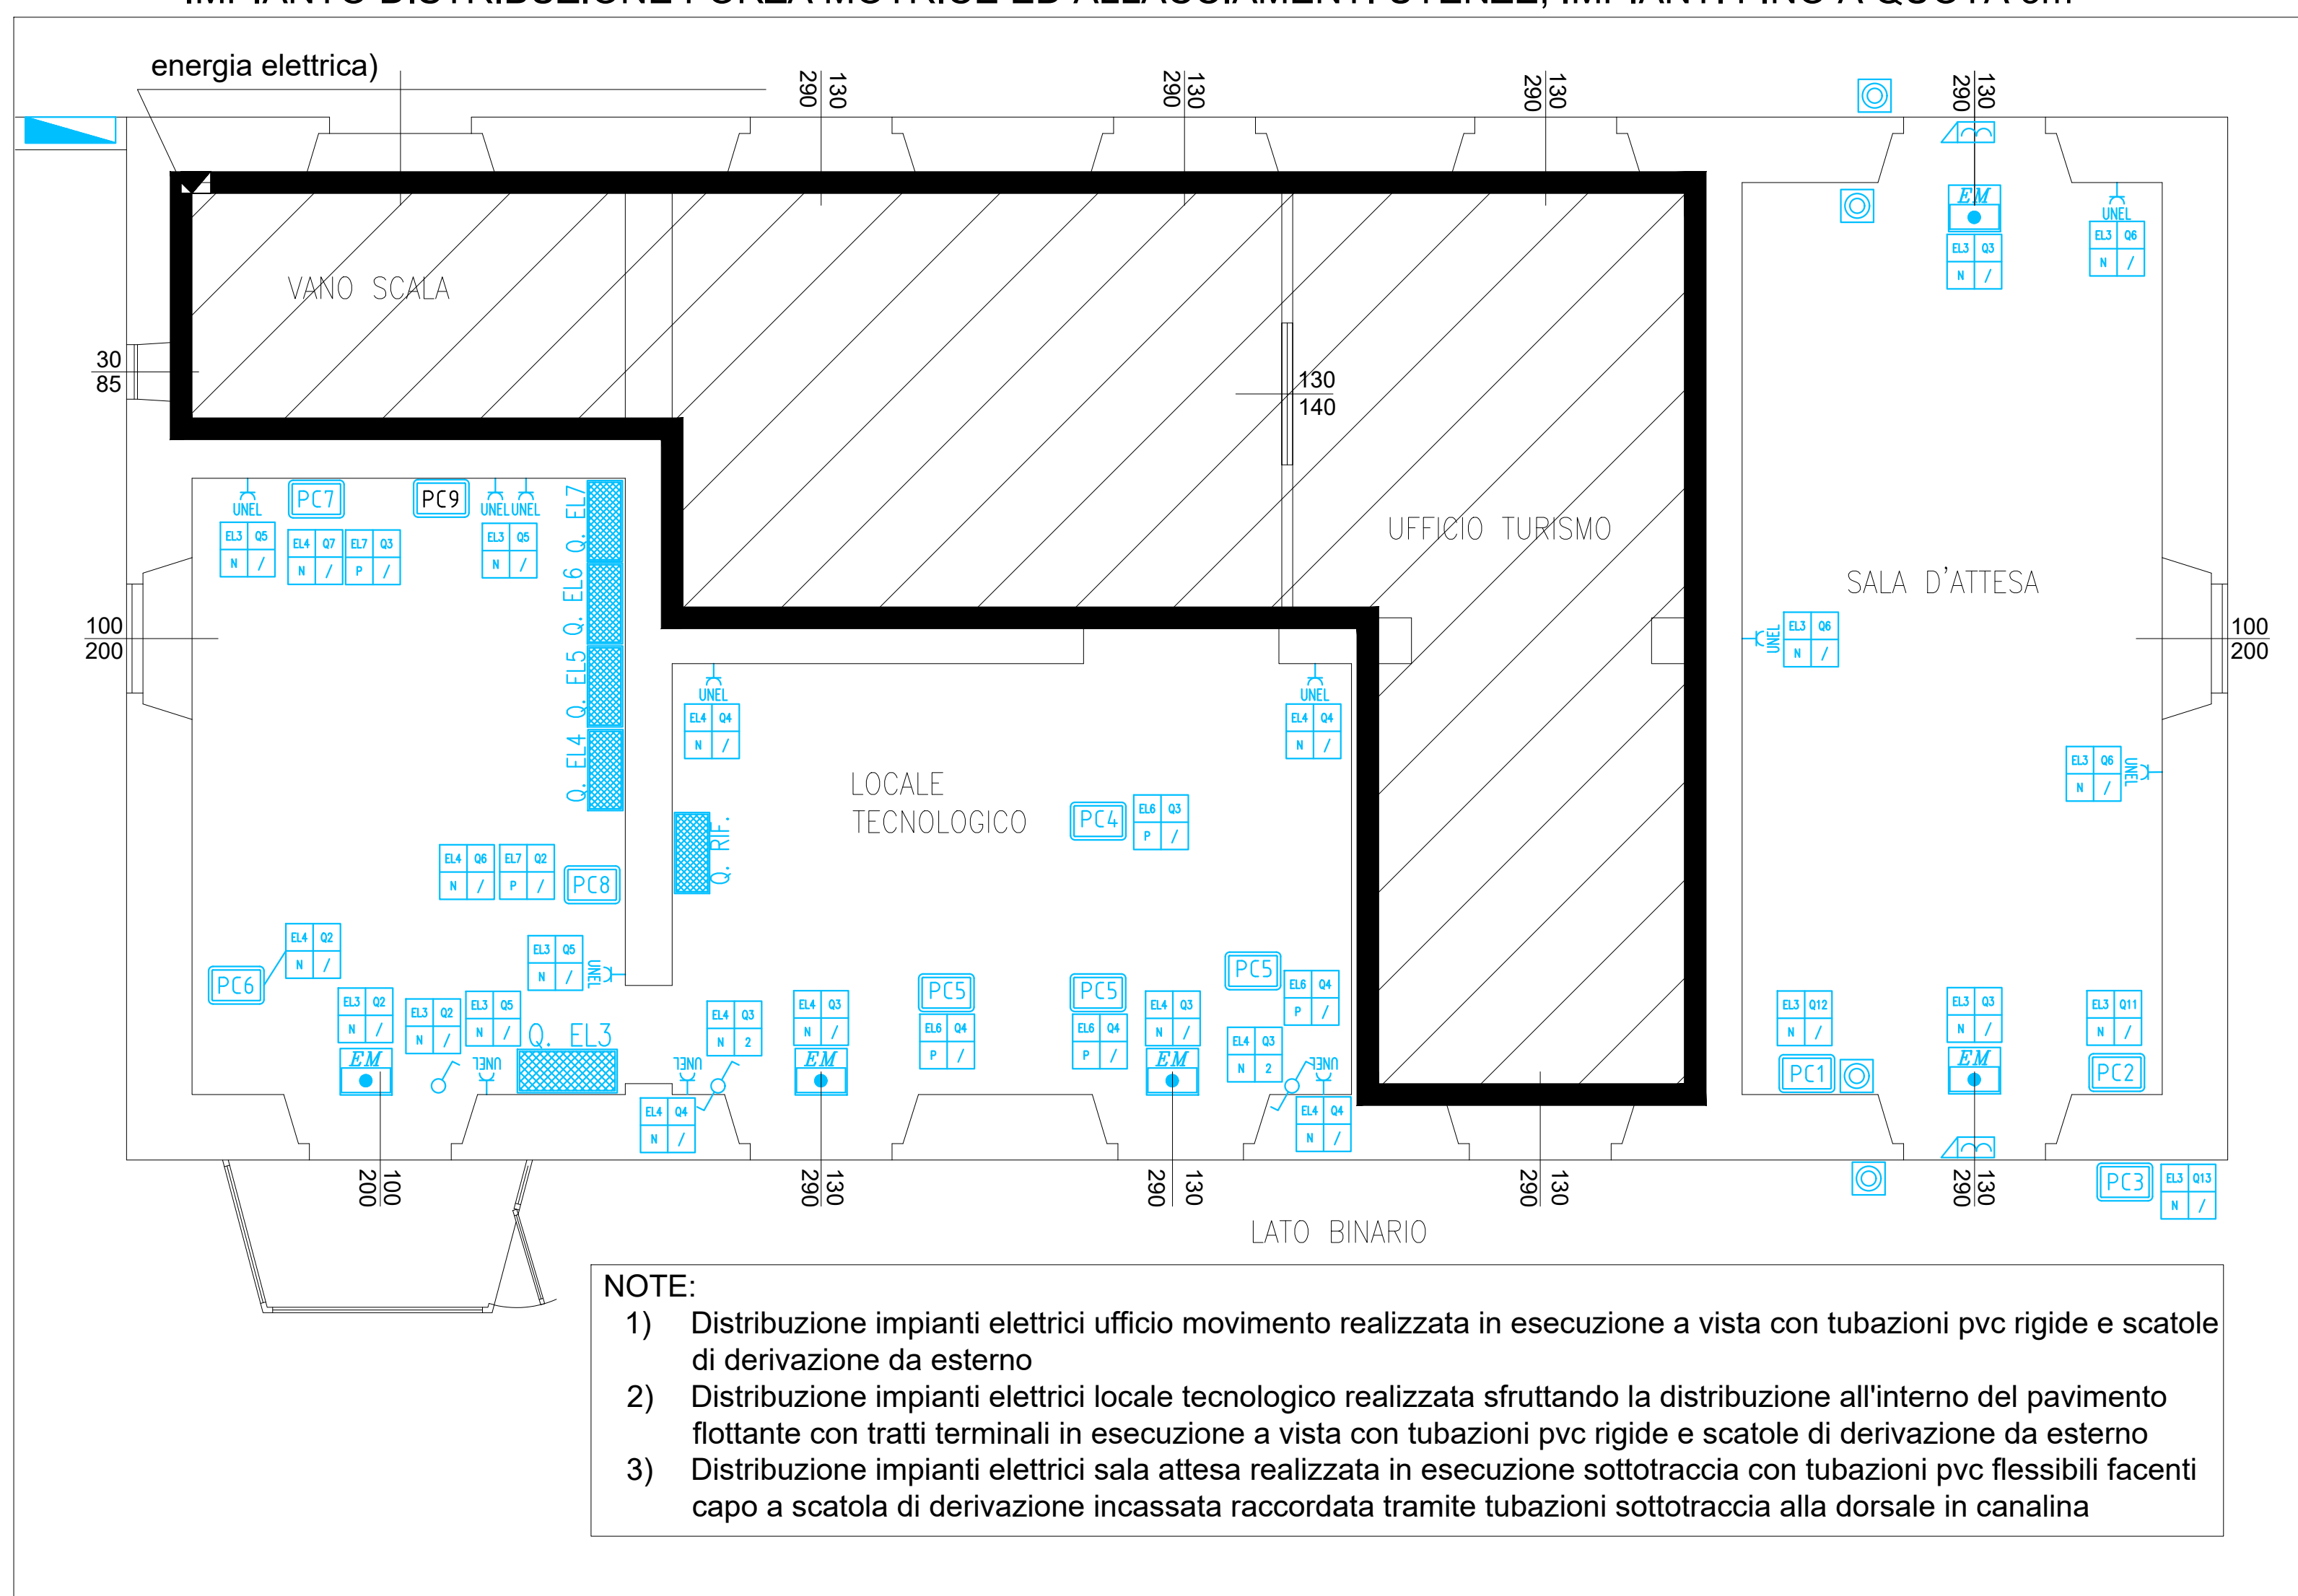 IMPIANTO DISTRIBUZIONE FORZA MOTRICE ED ALLACCIAMENTI UTENZE, IMPIANTI FINO A QUOTA 3m
energia elettrica)
130
290
130
290
130
290
130
290
EM
EL3 Q3
N /
UNEL
EL3 Q6
N /
VANO SCALA
30
85
130
140
UNEL
EL3 Q5
N /
PC7
EL4 Q7
N /
EL7 Q3
P /
PC9
UNEL UNEL
EL3 Q5
N /
Q. EL7
Q. EL6
Q. EL5
Q. EL4
UFFICIO TURISMO
SALA D'ATTESA
100
200
UNEL
EL3 Q6
N /
100
200
UNEL
EL4 Q4
N /
UNEL
EL4 Q4
N /
EL3 Q6
N /
UNEL
LOCALE
TECNOLOGICO
Q. RIF.
PC4
EL6 Q3
P /
EL4 Q6
N /
EL7 Q2
P /
PC8
EL4 Q2
N /
PC6
EL3 Q5
N /
UNEL
EL3 Q2
N /
EM
EL3 Q2
N /
EL3 Q5
N /
UNEL
Q. EL3
UNEL
EL4 Q4
N /
EL4 Q3
N 2
EL4 Q3
N /
EM
PC5
EL6 Q4
P /
PC5
EL6 Q4
P /
EL4 Q3
N /
EM
PC5
EL6 Q4
P /
EL4 Q3
N 2
UNEL
EL4 Q4
N /
EL3 Q12
N /
PC1
EL3 Q3
N /
EM
EL3 Q11
N /
PC2
PC3
EL3 Q13
N /
100
200
130
290
130
290
130
290
130
290
LATO BINARIO
NOTE:
1) Distribuzione impianti elettrici ufficio movimento realizzata in esecuzione a vista con tubazioni pvc rigide e scatole
di derivazione da esterno
2) Distribuzione impianti elettrici locale tecnologico realizzata sfruttando la distribuzione all'interno del pavimento
flottante con tratti terminali in esecuzione a vista con tubazioni pvc rigide e scatole di derivazione da esterno
3) Distribuzione impianti elettrici sala attesa realizzata in esecuzione sottotraccia con tubazioni pvc flessibili facenti
capo a scatola di derivazione incassata raccordata tramite tubazioni sottotraccia alla dorsale in canalina